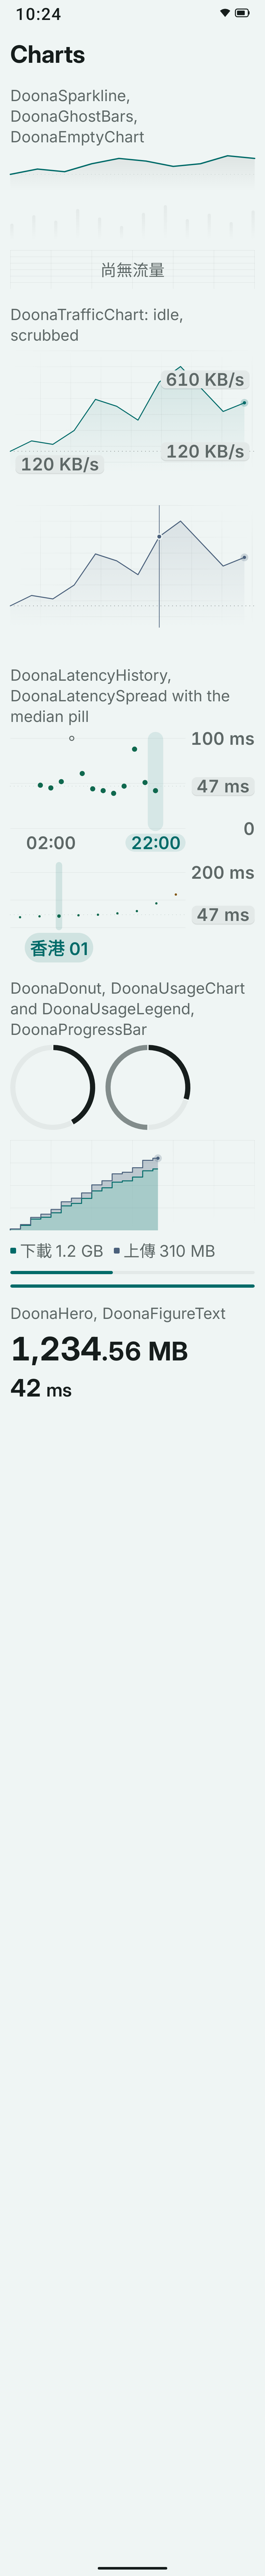 10:24
Charts
DoonaSparkline,
DoonaGhostBars,
DoonaEmptyChart
尚無流量
DoonaTrafficChart: idle,
scrubbed
610 KB/s
120 KB/s
120 KB/s
DoonaLatencyHistory,
DoonaLatencySpread with the
median pill
100 ms
47 ms
0
02:00 22:00
200 ms
47 ms
香港 01
DoonaDonut, DoonaUsageChart
and DoonaUsageLegend,
DoonaProgressBar
下載 1.2 GB 上傳 310 MB
DoonaHero, DoonaFigureText
1,234.56 MB
42 ms